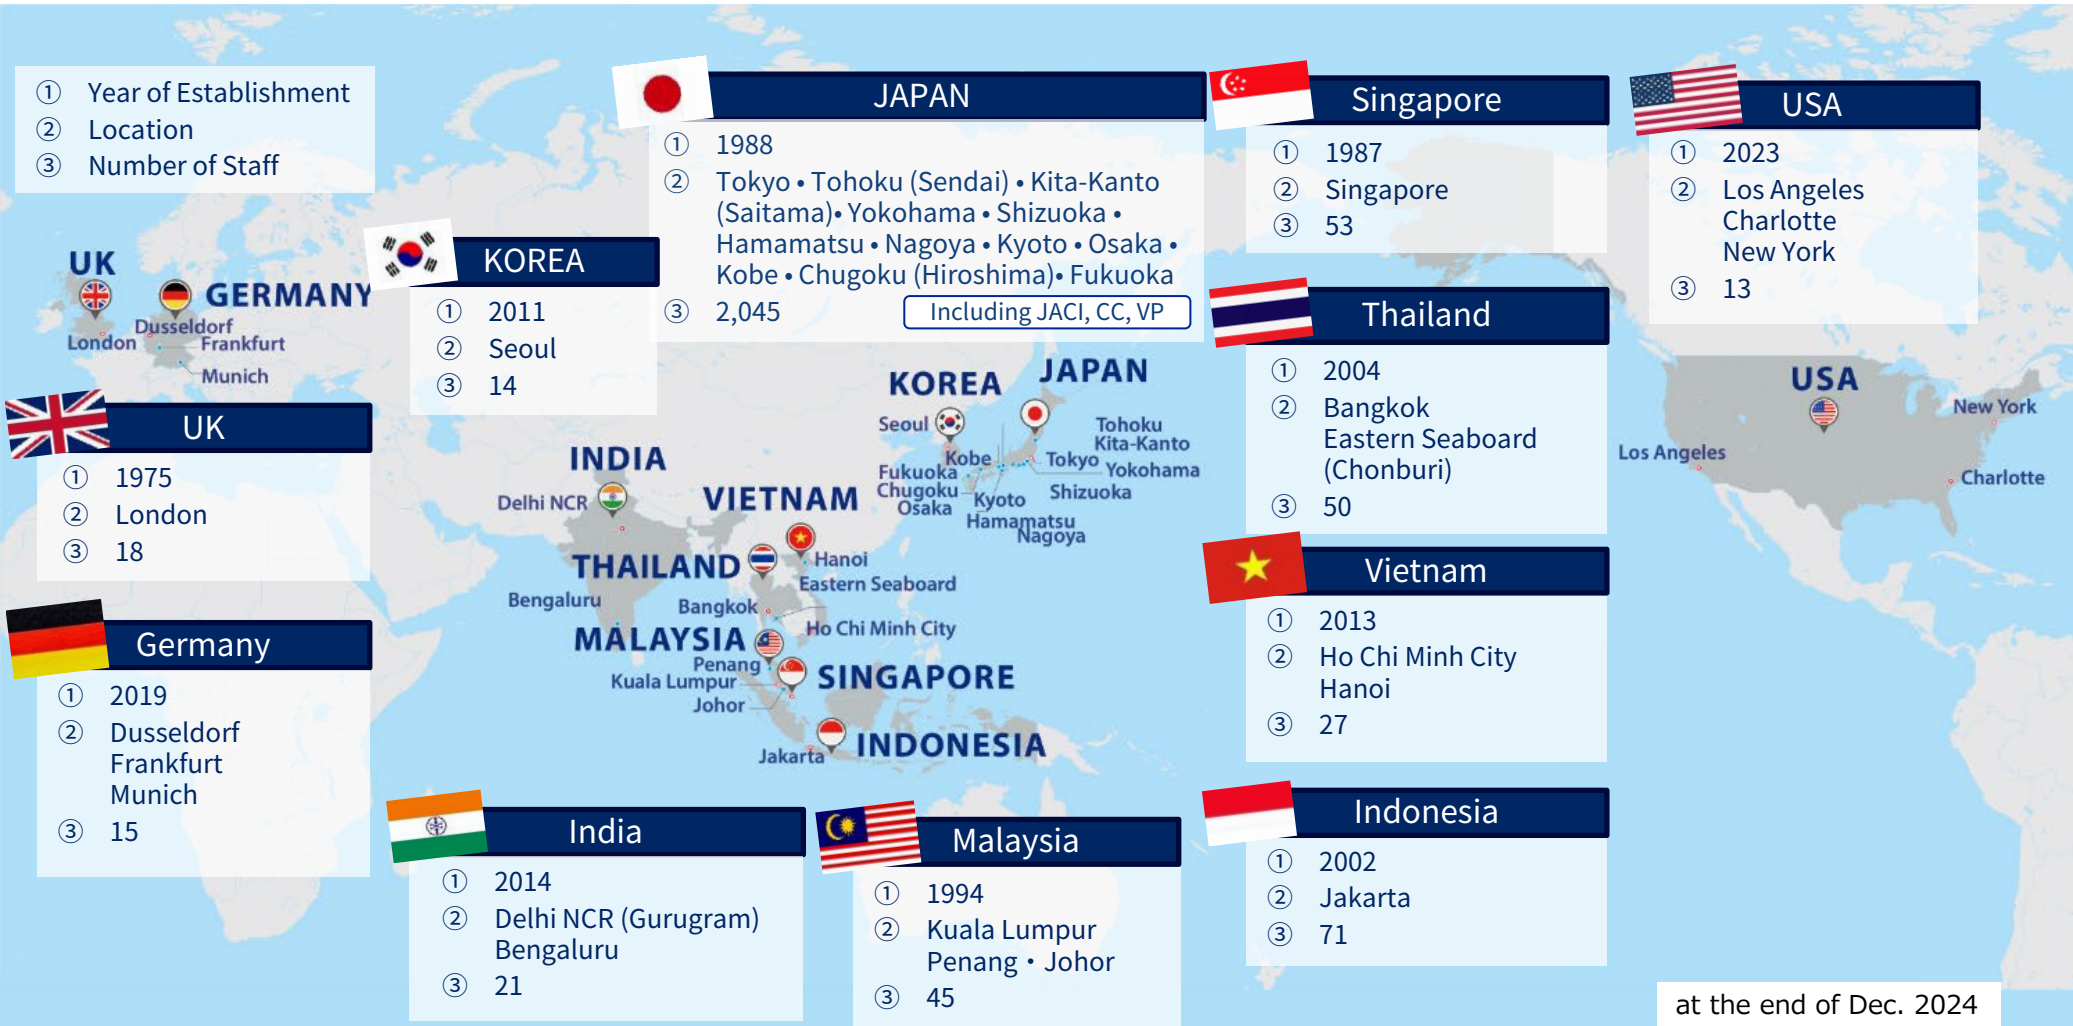 ① Year of Establishment
② Location
③ Number of Staff
JAPAN
① 1988
② Tokyo • Tohoku (Sendai) • Kita-Kanto
(Saitama)• Yokohama • Shizuoka •
Hamamatsu • Nagoya • Kyoto • Osaka •
Kobe • Chugoku (Hiroshima)• Fukuoka
③ 2,045
Including JACI, CC, VP
Singapore
① 1987
② Singapore
③ 53
USA
① 2023
② Los Angeles
Charlotte
New York
③ 13
KOREA
① 2011
② Seoul
③ 14
Thailand
① 2004
② Bangkok
Eastern Seaboard
(Chonburi)
③ 50
UK
① 1975
② London
③ 18
Vietnam
① 2013
② Ho Chi Minh City
Hanoi
③ 27
Germany
① 2019
② Dusseldorf
Frankfurt
Munich
③ 15
India
① 2014
② Delhi NCR (Gurugram)
Bengaluru
③ 21
Malaysia
① 1994
② Kuala Lumpur
Penang・Johor
③ 45
Indonesia
① 2002
② Jakarta
③ 71
UK
GERMANY
Dusseldorf
London
Frankfurt
Munich
KOREA
JAPAN
Seoul
Tohoku
Kita-Kanto
Kobe
Tokyo
Yokohama
Fukuoka
Chugoku
Kyoto
Shizuoka
Osaka
Hamamatsu
Nagoya
INDIA
Delhi NCR
Bengaluru
VIETNAM
Hanoi
THAILAND
Eastern Seaboard
Bangkok
Ho Chi Minh City
MALAYSIA
Penang
Kuala Lumpur
Johor
SINGAPORE
INDONESIA
Jakarta
USA
New York
Los Angeles
Charlotte
at the end of Dec. 2024